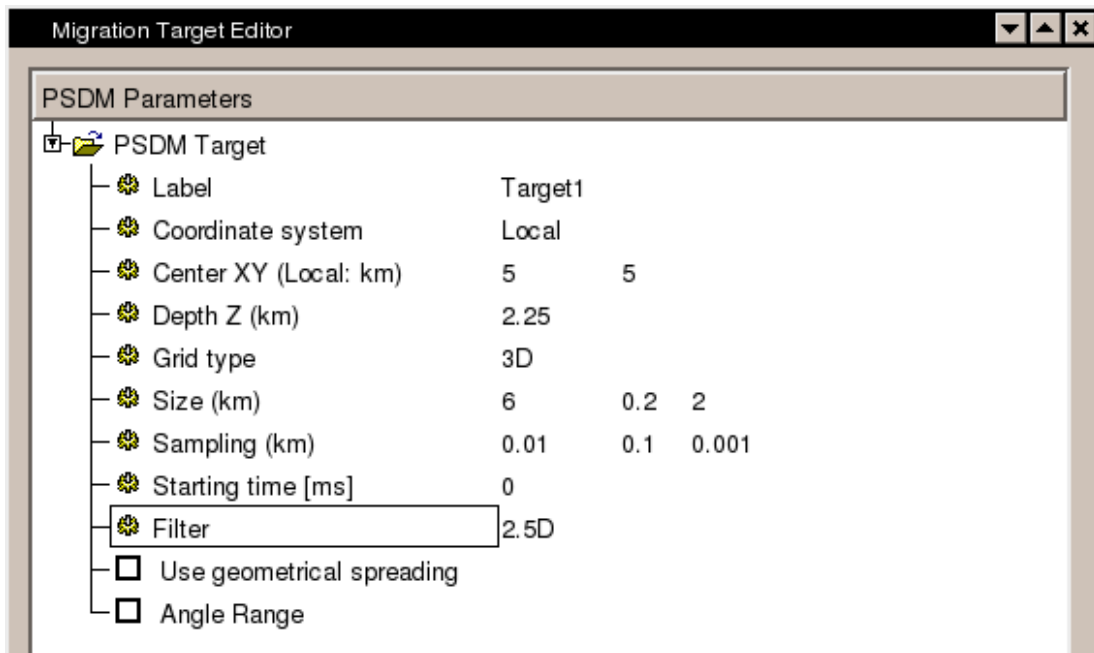 Migration Target Editor
PSDM Parameters
PSDM Target
Label Target1
Coordinate system Local
Center XY (Local: km) 5 5
Depth Z (km) 2.25
Grid type 3D
Size (km) 6 0.2 2
Sampling (km) 0.01 0.1 0.001
Starting time [ms] 0
Filter 2.5D
Use geometrical spreading
Angle Range